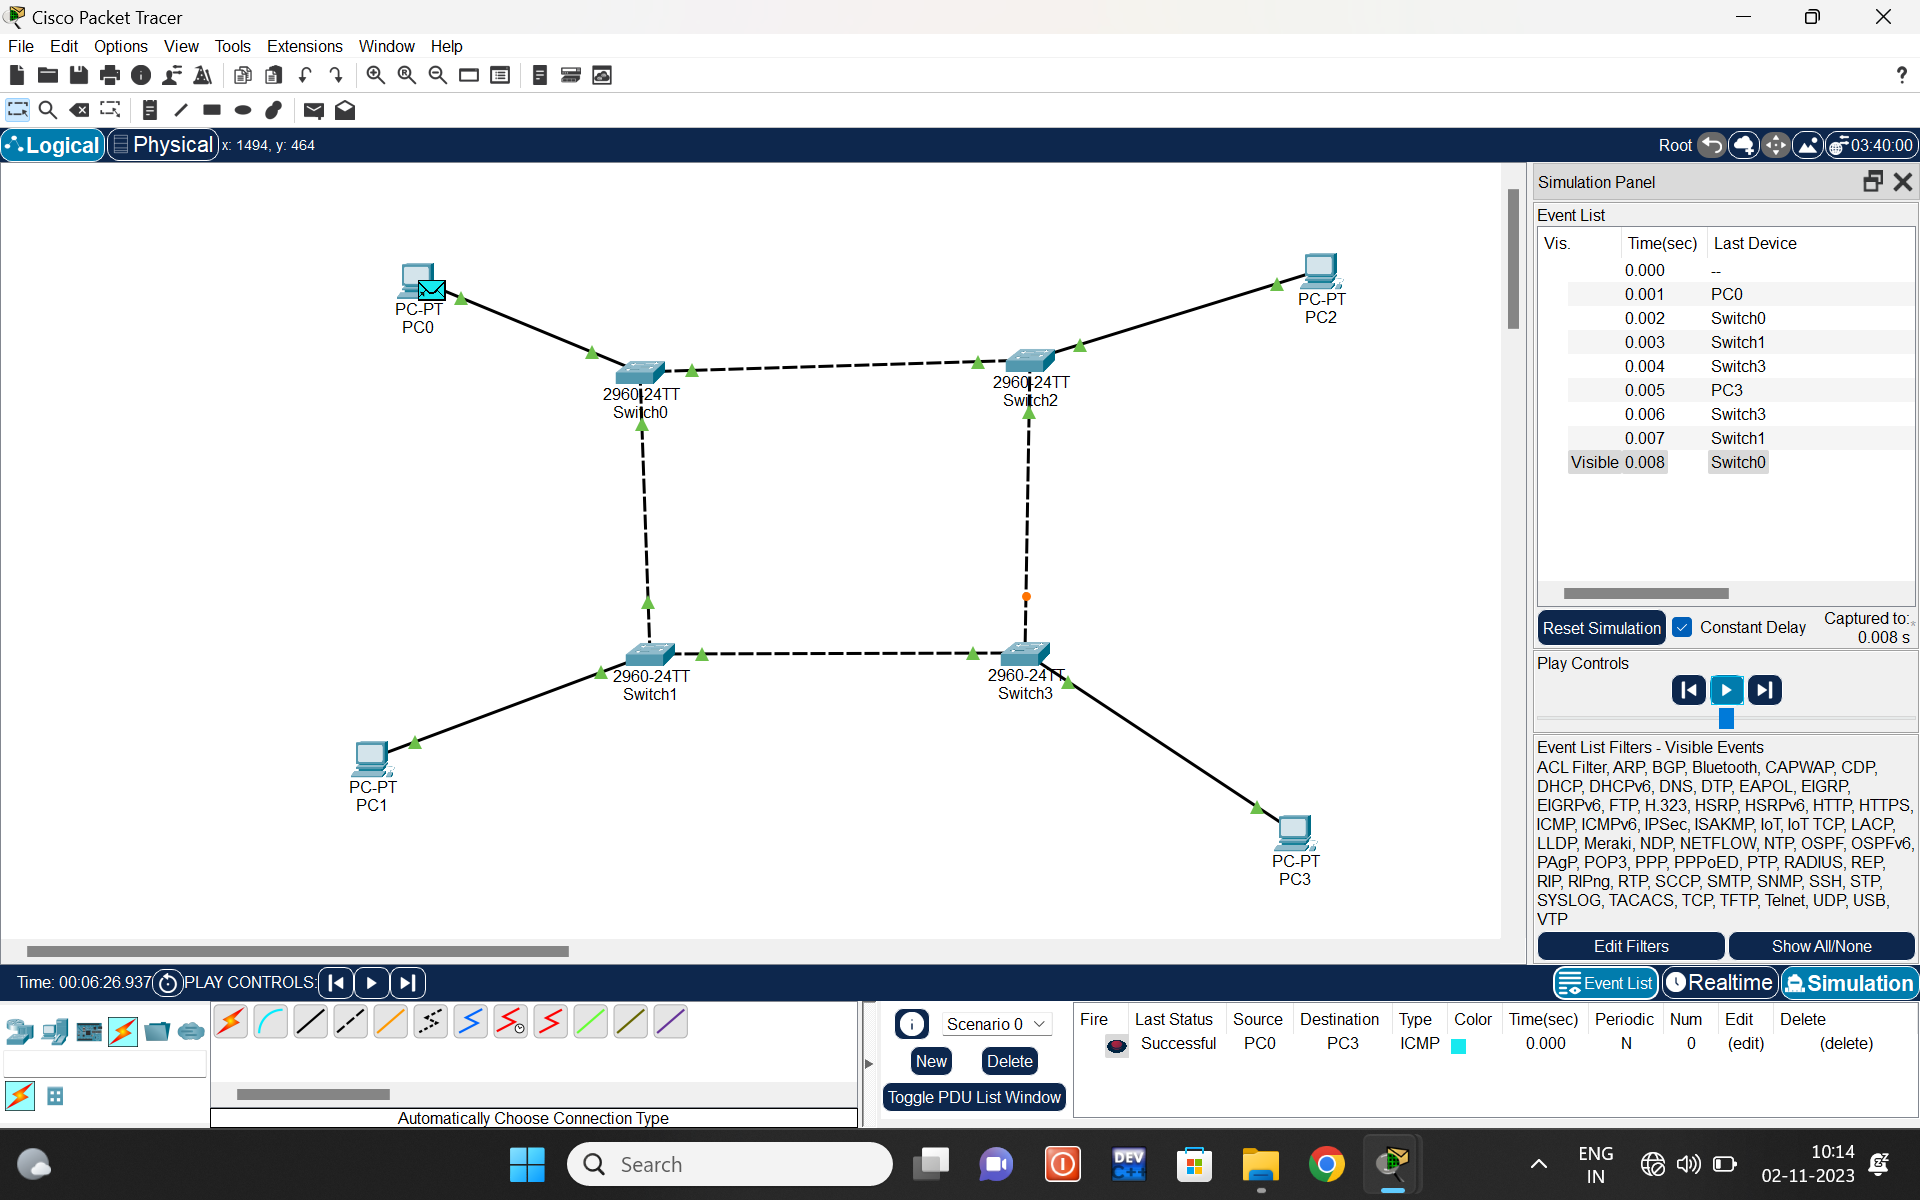 Cisco Packet Tracer
File Edit Options View Tools Extensions Window Help
Logical Physical x: 1494, y: 464 Root 03:40:00
Simulation Panel
Event List
Vis. Time(sec) Last Device
0.000 --
0.001 PC0
0.002 Switch0
0.003 Switch1
0.004 Switch3
0.005 PC3
0.006 Switch3
0.007 Switch1
Visible 0.008 Switch0
Reset Simulation Constant Delay Captured to:*
0.008 s
Play Controls
Event List Filters - Visible Events
ACL Filter, ARP, BGP, Bluetooth, CAPWAP, CDP,
DHCP, DHCPv6, DNS, DTP, EAPOL, EIGRP,
EIGRPv6, FTP, H.323, HSRP, HSRPv6, HTTP, HTTPS,
ICMP, ICMPv6, IPSec, ISAKMP, IoT, IoT TCP, LACP,
LLDP, Meraki, NDP, NETFLOW, NTP, OSPF, OSPFv6,
PAgP, POP3, PPP, PPPoED, PTP, RADIUS, REP,
RIP, RIPng, RTP, SCCP, SMTP, SNMP, SSH, STP,
SYSLOG, TACACS, TCP, TFTP, Telnet, UDP, USB,
VTP
Edit Filters Show All/None
PC-PT
PC0
PC-PT
PC2
2960-24TT
Switch0
2960-24TT
Switch2
2960-24TT
Switch1
2960-24TT
Switch3
PC-PT
PC1
PC-PT
PC3
Time: 00:06:26.937 PLAY CONTROLS: Event List Realtime Simulation
Automatically Choose Connection Type
Scenario 0
New Delete
Toggle PDU List Window
Fire Last Status Source Destination Type Color Time(sec) Periodic Num Edit Delete
Successful PC0 PC3 ICMP 0.000 N 0 (edit) (delete)
Search
DEV
C++
ENG
IN
10:14
02-11-2023